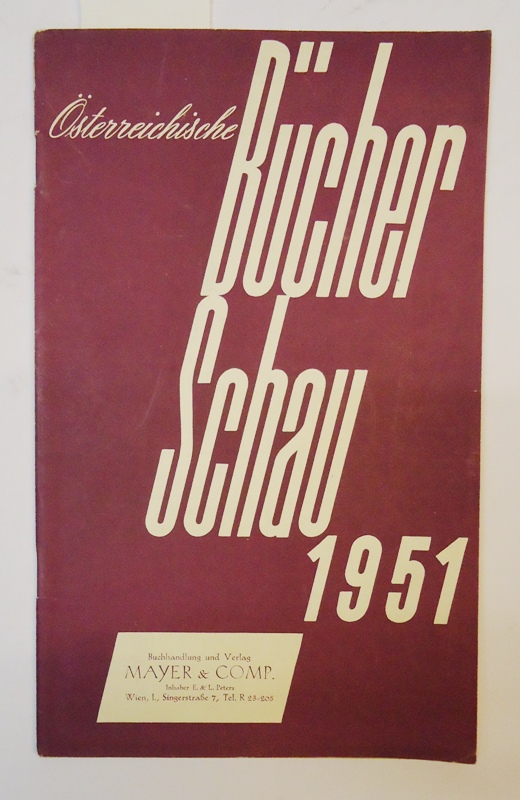 Österreichische
Bücher
Schau
1951
Buchhandlung und Verlag
MAYER & COMP.
Inhaber E. & L. Peters
Wien, I., Singerstraße 7, Tel. R 23-205